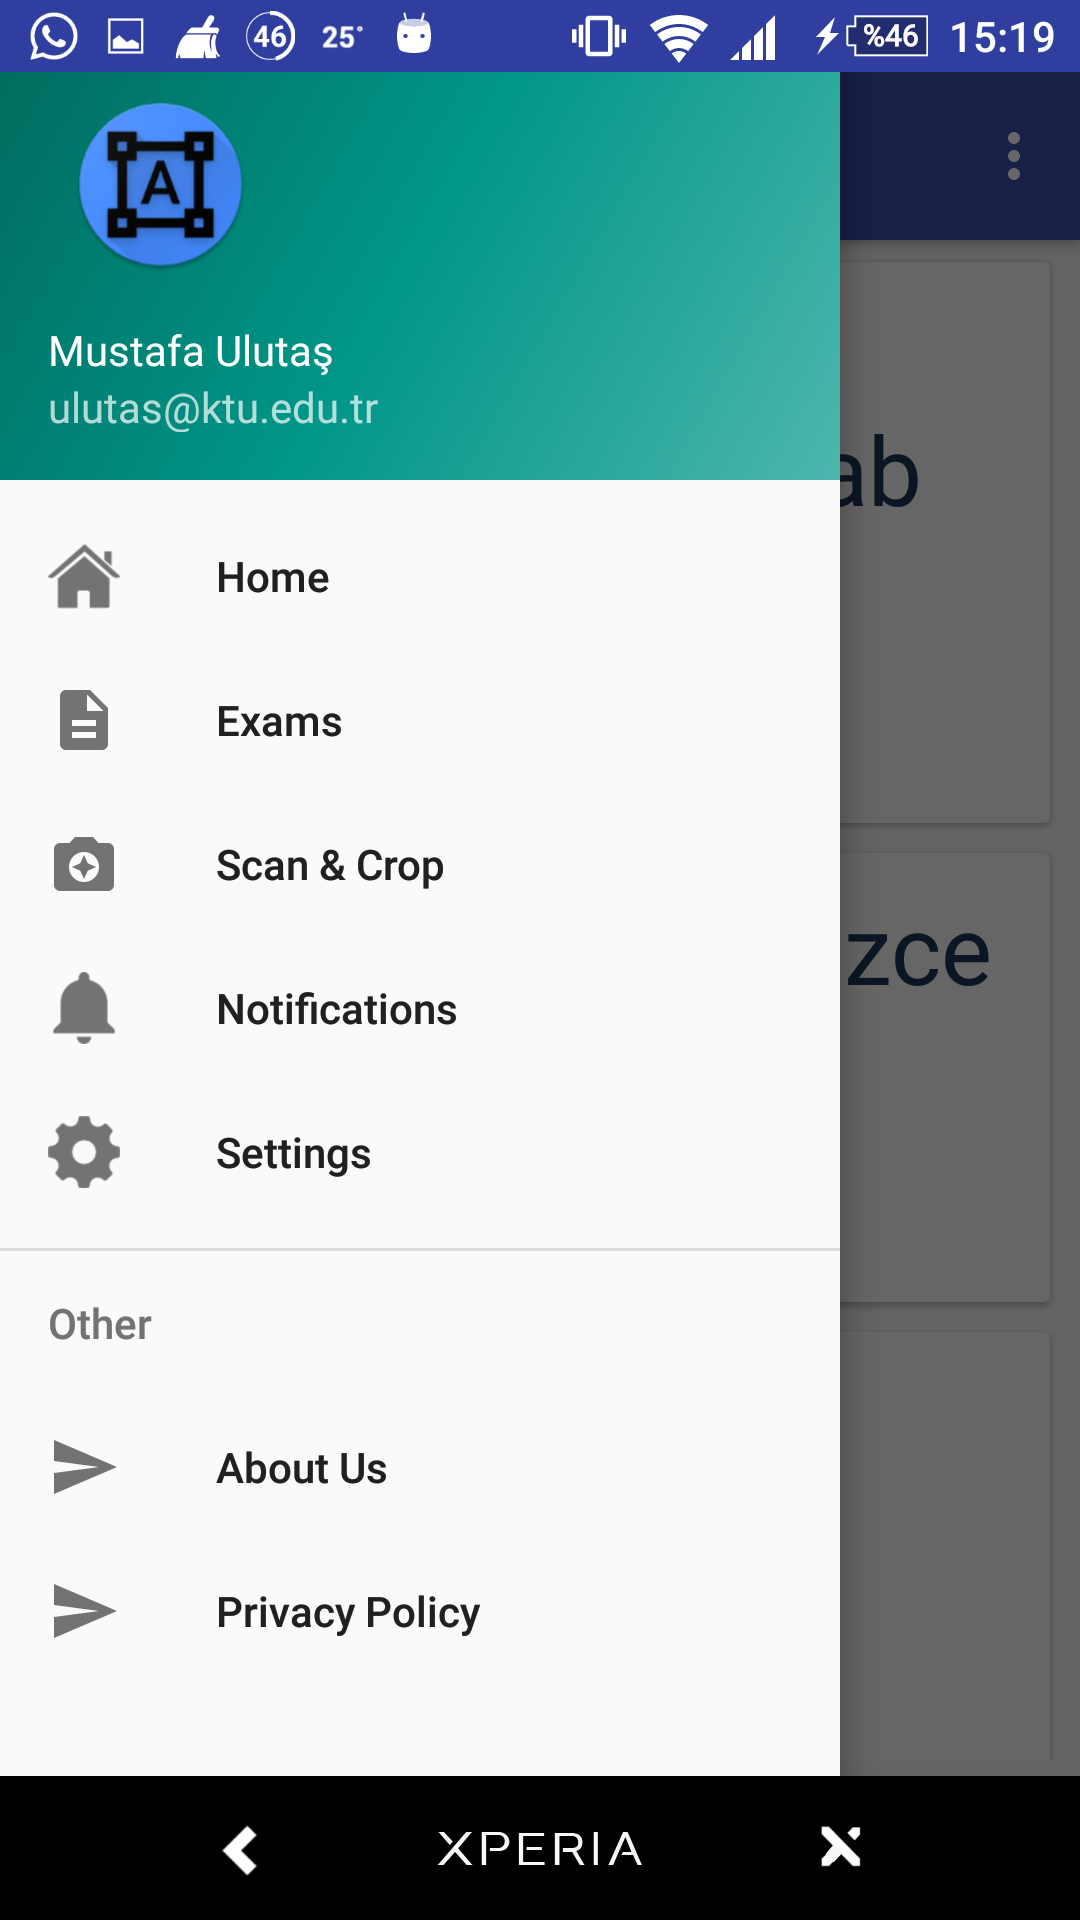 46 25° %46 15:19
A
Mustafa Ulutaş
ulutas@ktu.edu.tr
ab
Home
Exams
Scan & Crop
zce
Notifications
Settings
Other
About Us
Privacy Policy
XPERIA